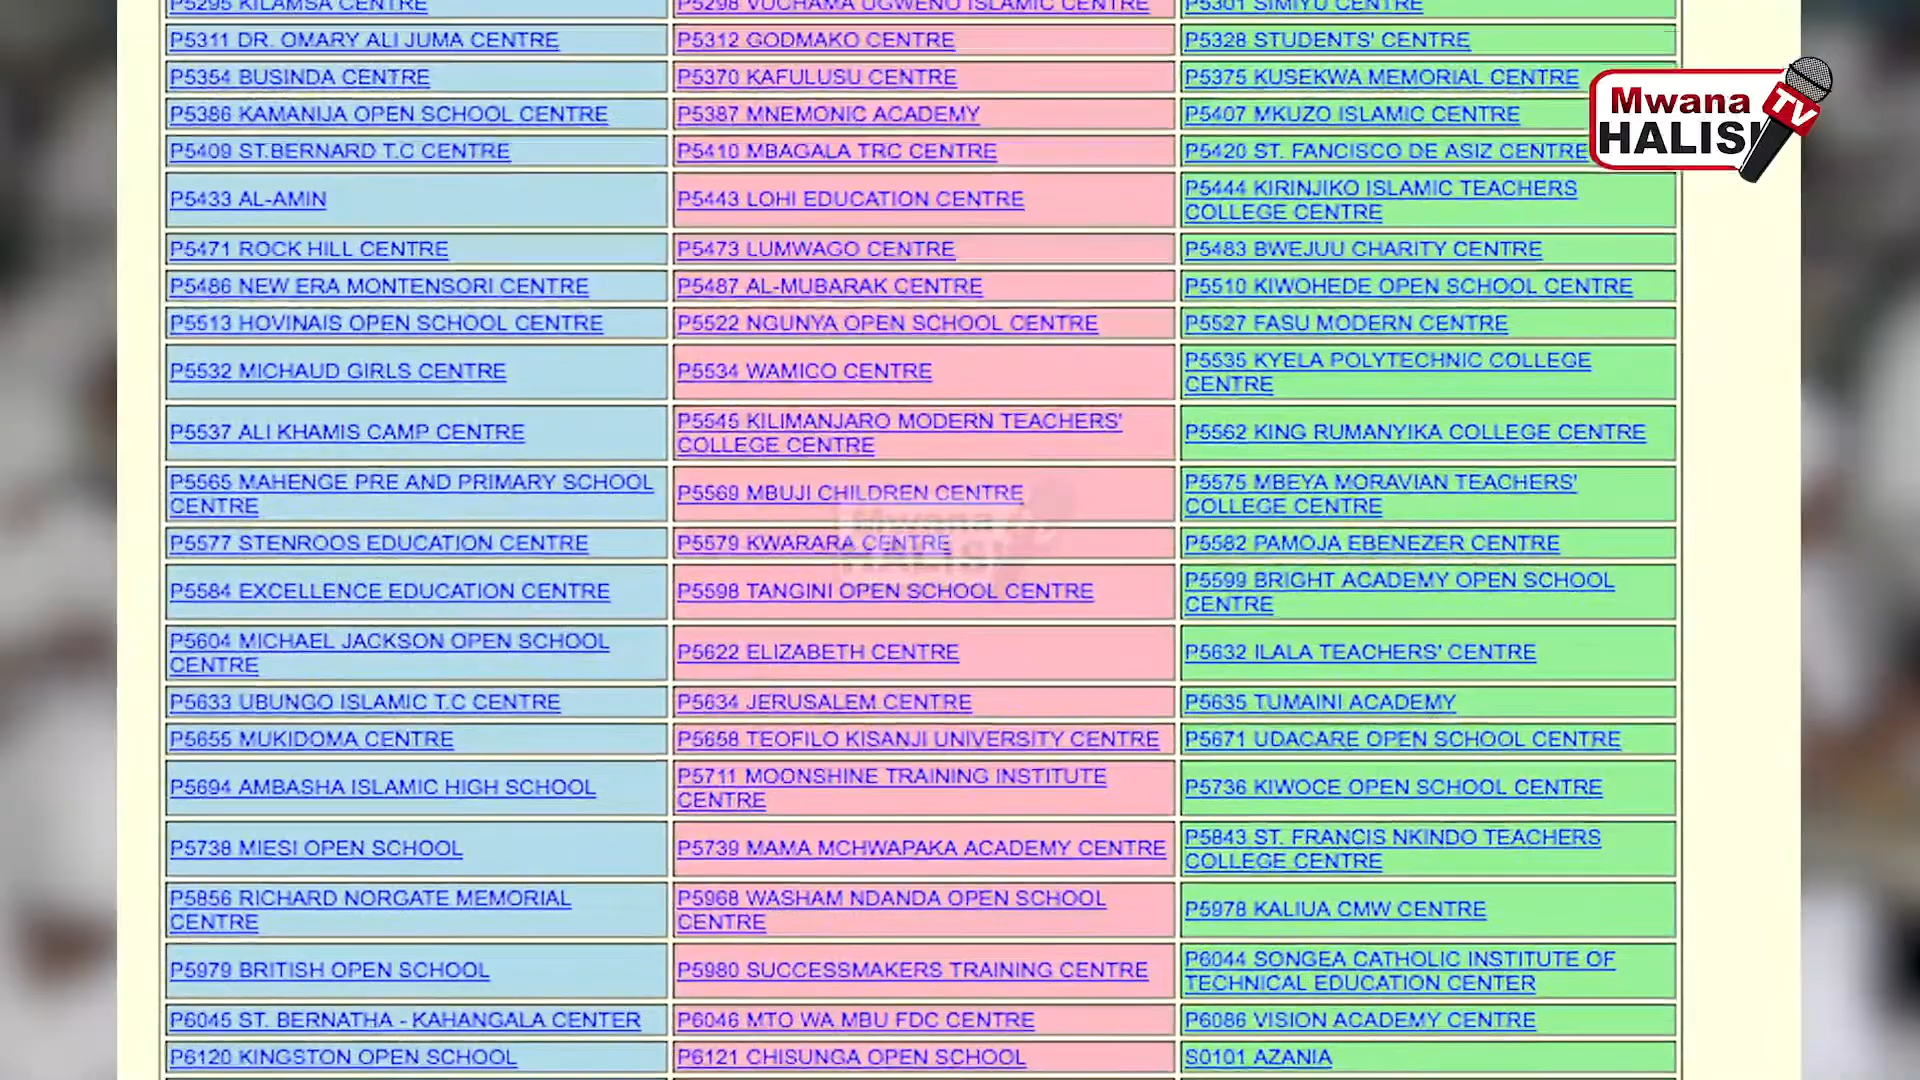 P5295 KILAMSA CENTRE
P5298 VUCHAMA UGWENO ISLAMIC CENTRE
P5301 SIMIYU CENTRE
P5311 DR. OMARY ALI JUMA CENTRE
P5312 GODMAKO CENTRE
P5328 STUDENTS' CENTRE
P5354 BUSINDA CENTRE
P5370 KAFULUSU CENTRE
P5375 KUSEKWA MEMORIAL CENTRE
P5386 KAMANIJA OPEN SCHOOL CENTRE
P5387 MNEMONIC ACADEMY
P5407 MKUZO ISLAMIC CENTRE
P5409 ST.BERNARD T.C CENTRE
P5410 MBAGALA TRC CENTRE
P5420 ST. FANCISCO DE ASIZ CENTRE
Mwana
HALISI
TV
P5433 AL-AMIN
P5443 LOHI EDUCATION CENTRE
P5444 KIRINJIKO ISLAMIC TEACHERS
COLLEGE CENTRE
P5471 ROCK HILL CENTRE
P5473 LUMWAGO CENTRE
P5483 BWEJUU CHARITY CENTRE
P5486 NEW ERA MONTENSORI CENTRE
P5487 AL-MUBARAK CENTRE
P5510 KIWOHEDE OPEN SCHOOL CENTRE
P5513 HOVINAIS OPEN SCHOOL CENTRE
P5522 NGUNYA OPEN SCHOOL CENTRE
P5527 FASU MODERN CENTRE
P5532 MICHAUD GIRLS CENTRE
P5534 WAMICO CENTRE
P5535 KYELA POLYTECHNIC COLLEGE
CENTRE
P5537 ALI KHAMIS CAMP CENTRE
P5545 KILIMANJARO MODERN TEACHERS'
COLLEGE CENTRE
P5562 KING RUMANYIKA COLLEGE CENTRE
P5565 MAHENGE PRE AND PRIMARY SCHOOL
CENTRE
P5569 MBUJI CHILDREN CENTRE
P5575 MBEYA MORAVIAN TEACHERS'
COLLEGE CENTRE
P5577 STENROOS EDUCATION CENTRE
P5579 KWARARA CENTRE
P5582 PAMOJA EBENEZER CENTRE
Mwana
HALISI
P5584 EXCELLENCE EDUCATION CENTRE
P5598 TANGINI OPEN SCHOOL CENTRE
P5599 BRIGHT ACADEMY OPEN SCHOOL
CENTRE
P5604 MICHAEL JACKSON OPEN SCHOOL
CENTRE
P5622 ELIZABETH CENTRE
P5632 ILALA TEACHERS' CENTRE
P5633 UBUNGO ISLAMIC T.C CENTRE
P5634 JERUSALEM CENTRE
P5635 TUMAINI ACADEMY
P5655 MUKIDOMA CENTRE
P5658 TEOFILO KISANJI UNIVERSITY CENTRE
P5671 UDACARE OPEN SCHOOL CENTRE
P5694 AMBASHA ISLAMIC HIGH SCHOOL
P5711 MOONSHINE TRAINING INSTITUTE
CENTRE
P5736 KIWOCE OPEN SCHOOL CENTRE
P5738 MIESI OPEN SCHOOL
P5739 MAMA MCHWAPAKA ACADEMY CENTRE
P5843 ST. FRANCIS NKINDO TEACHERS
COLLEGE CENTRE
P5856 RICHARD NORGATE MEMORIAL
CENTRE
P5968 WASHAM NDANDA OPEN SCHOOL
CENTRE
P5978 KALIUA CMW CENTRE
P5979 BRITISH OPEN SCHOOL
P5980 SUCCESSMAKERS TRAINING CENTRE
P6044 SONGEA CATHOLIC INSTITUTE OF
TECHNICAL EDUCATION CENTER
P6045 ST. BERNATHA - KAHANGALA CENTER
P6046 MTO WA MBU FDC CENTRE
P6086 VISION ACADEMY CENTRE
P6120 KINGSTON OPEN SCHOOL
P6121 CHISUNGA OPEN SCHOOL
S0101 AZANIA